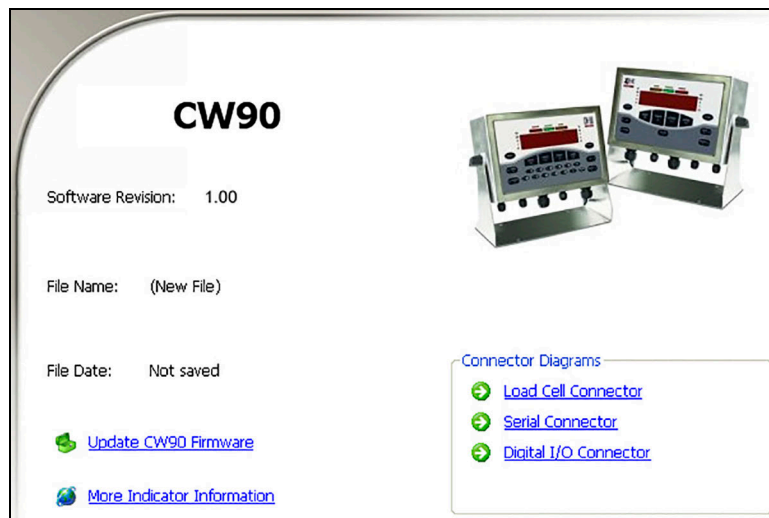 CW90
Software Revision: 1.00
File Name: (New File)
File Date: Not saved
Update CW90 Firmware
More Indicator Information
Connector Diagrams
Load Cell Connector
Serial Connector
Digital I/O Connector